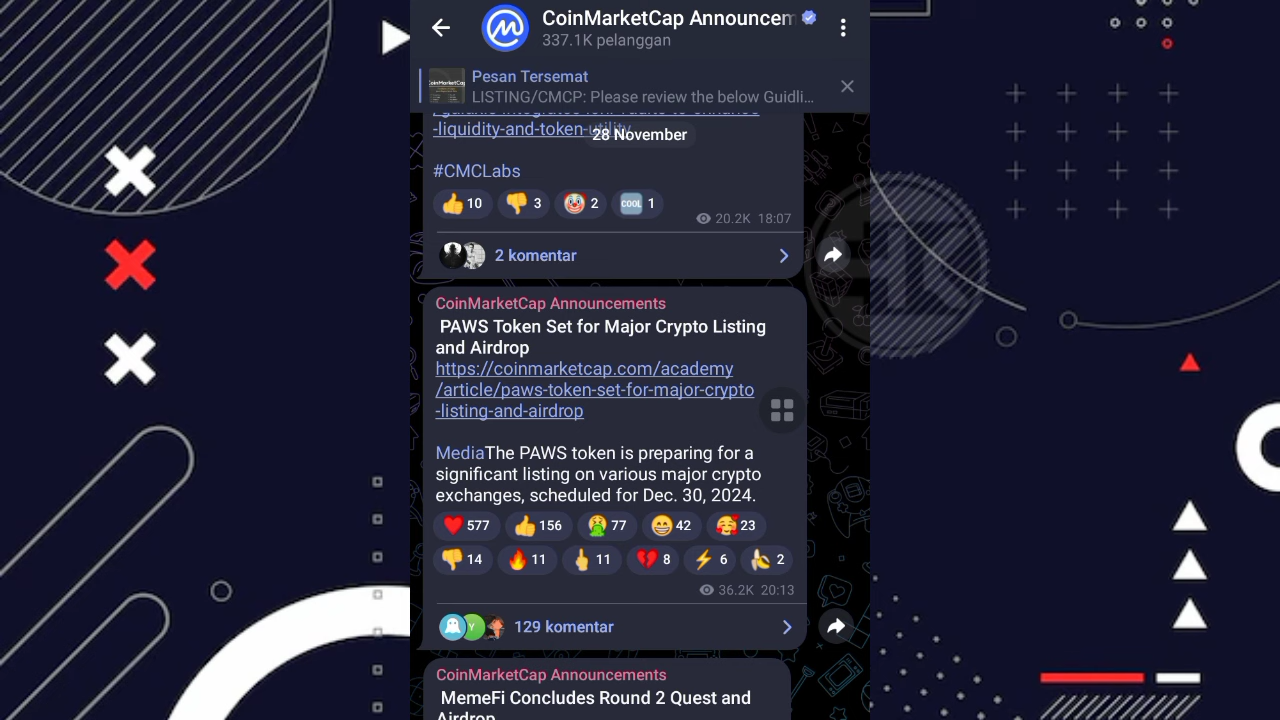 CoinMarketCap Announcem
337.1K pelanggan
Pesan Tersemat
LISTING/CMCP: Please review the below Guidli...
-liquidity-and-token-utility
28 November
#CMCLabs
10 3 2 COOL 1
20.2K 18:07
2 komentar
CoinMarketCap Announcements
PAWS Token Set for Major Crypto Listing
and Airdrop
https://coinmarketcap.com/academy
/article/paws-token-set-for-major-crypto
-listing-and-airdrop
MediaThe PAWS token is preparing for a
significant listing on various major crypto
exchanges, scheduled for Dec. 30, 2024.
577 156 77 42 23
14 11 11 8 6 2
36.2K 20:13
Y
129 komentar
CoinMarketCap Announcements
MemeFi Concludes Round 2 Quest and
Airdrop